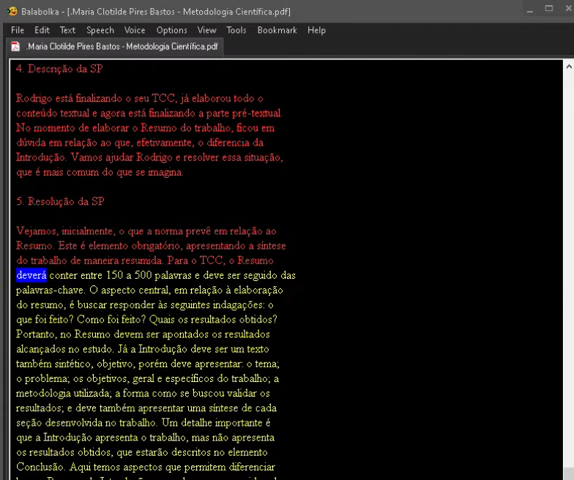 Balabolka - [.Maria Clotilde Pires Bastos - Metodologia Científica.pdf]
File Edit Text Speech Voice Options View Tools Bookmark Help
.Maria Clotilde Pires Bastos - Metodologia Científica.pdf
4. Descrição da SP
Rodrigo está finalizando o seu TCC, já elaborou todo o
conteúdo textual e agora está finalizando a parte pré-textual.
No momento de elaborar o Resumo do trabalho, ficou em
dúvida em relação ao que, efetivamente, o diferencia da
Introdução. Vamos ajudar Rodrigo e resolver essa situação,
que é mais comum do que se imagina.
5. Resolução da SP
Vejamos, inicialmente, o que a norma prevê em relação ao
Resumo. Este é elemento obrigatório, apresentando a síntese
do trabalho de maneira resumida. Para o TCC, o Resumo
deverá conter entre 150 a 500 palavras e deve ser seguido das
palavras-chave. O aspecto central, em relação à elaboração
do resumo, é buscar responder às seguintes indagações: o
que foi feito? Como foi feito? Quais os resultados obtidos?
Portanto, no Resumo devem ser apontados os resultados
alcançados no estudo. Já a Introdução deve ser um texto
também sintético, objetivo, porém deve apresentar: o tema;
o problema; os objetivos, geral e específicos do trabalho; a
metodologia utilizada; a forma como se buscou validar os
resultados; e deve também apresentar uma síntese de cada
seção desenvolvida no trabalho. Um detalhe importante é
que a Introdução apresenta o trabalho, mas não apresenta
os resultados obtidos, que estarão descritos no elemento
Conclusão. Aqui temos aspectos que permitem diferenciar